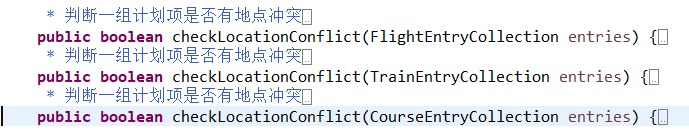 * 判断一组计划项是否有地点冲突
public boolean checkLocationConflict(FlightEntryCollection entries) {
* 判断一组计划项是否有地点冲突
public boolean checkLocationConflict(TrainEntryCollection entries) {
* 判断一组计划项是否有地点冲突
public boolean checkLocationConflict(CourseEntryCollection entries) {